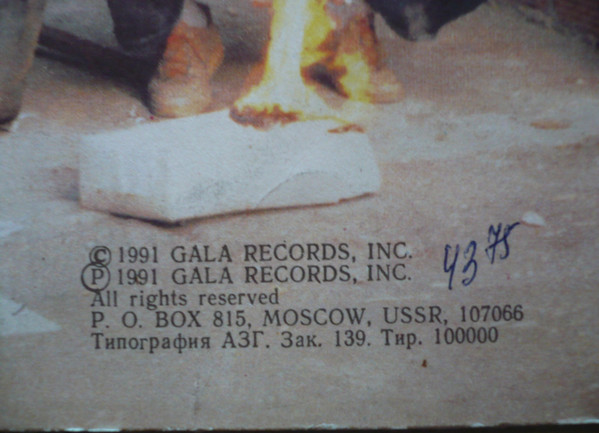 © 1991 GALA RECORDS, INC.
Ⓟ 1991 GALA RECORDS, INC.
All rights reserved
P. O. BOX 815, MOSCOW, USSR, 107066
Типография АЗГ. Зак. 139. Тир. 100000
43 75